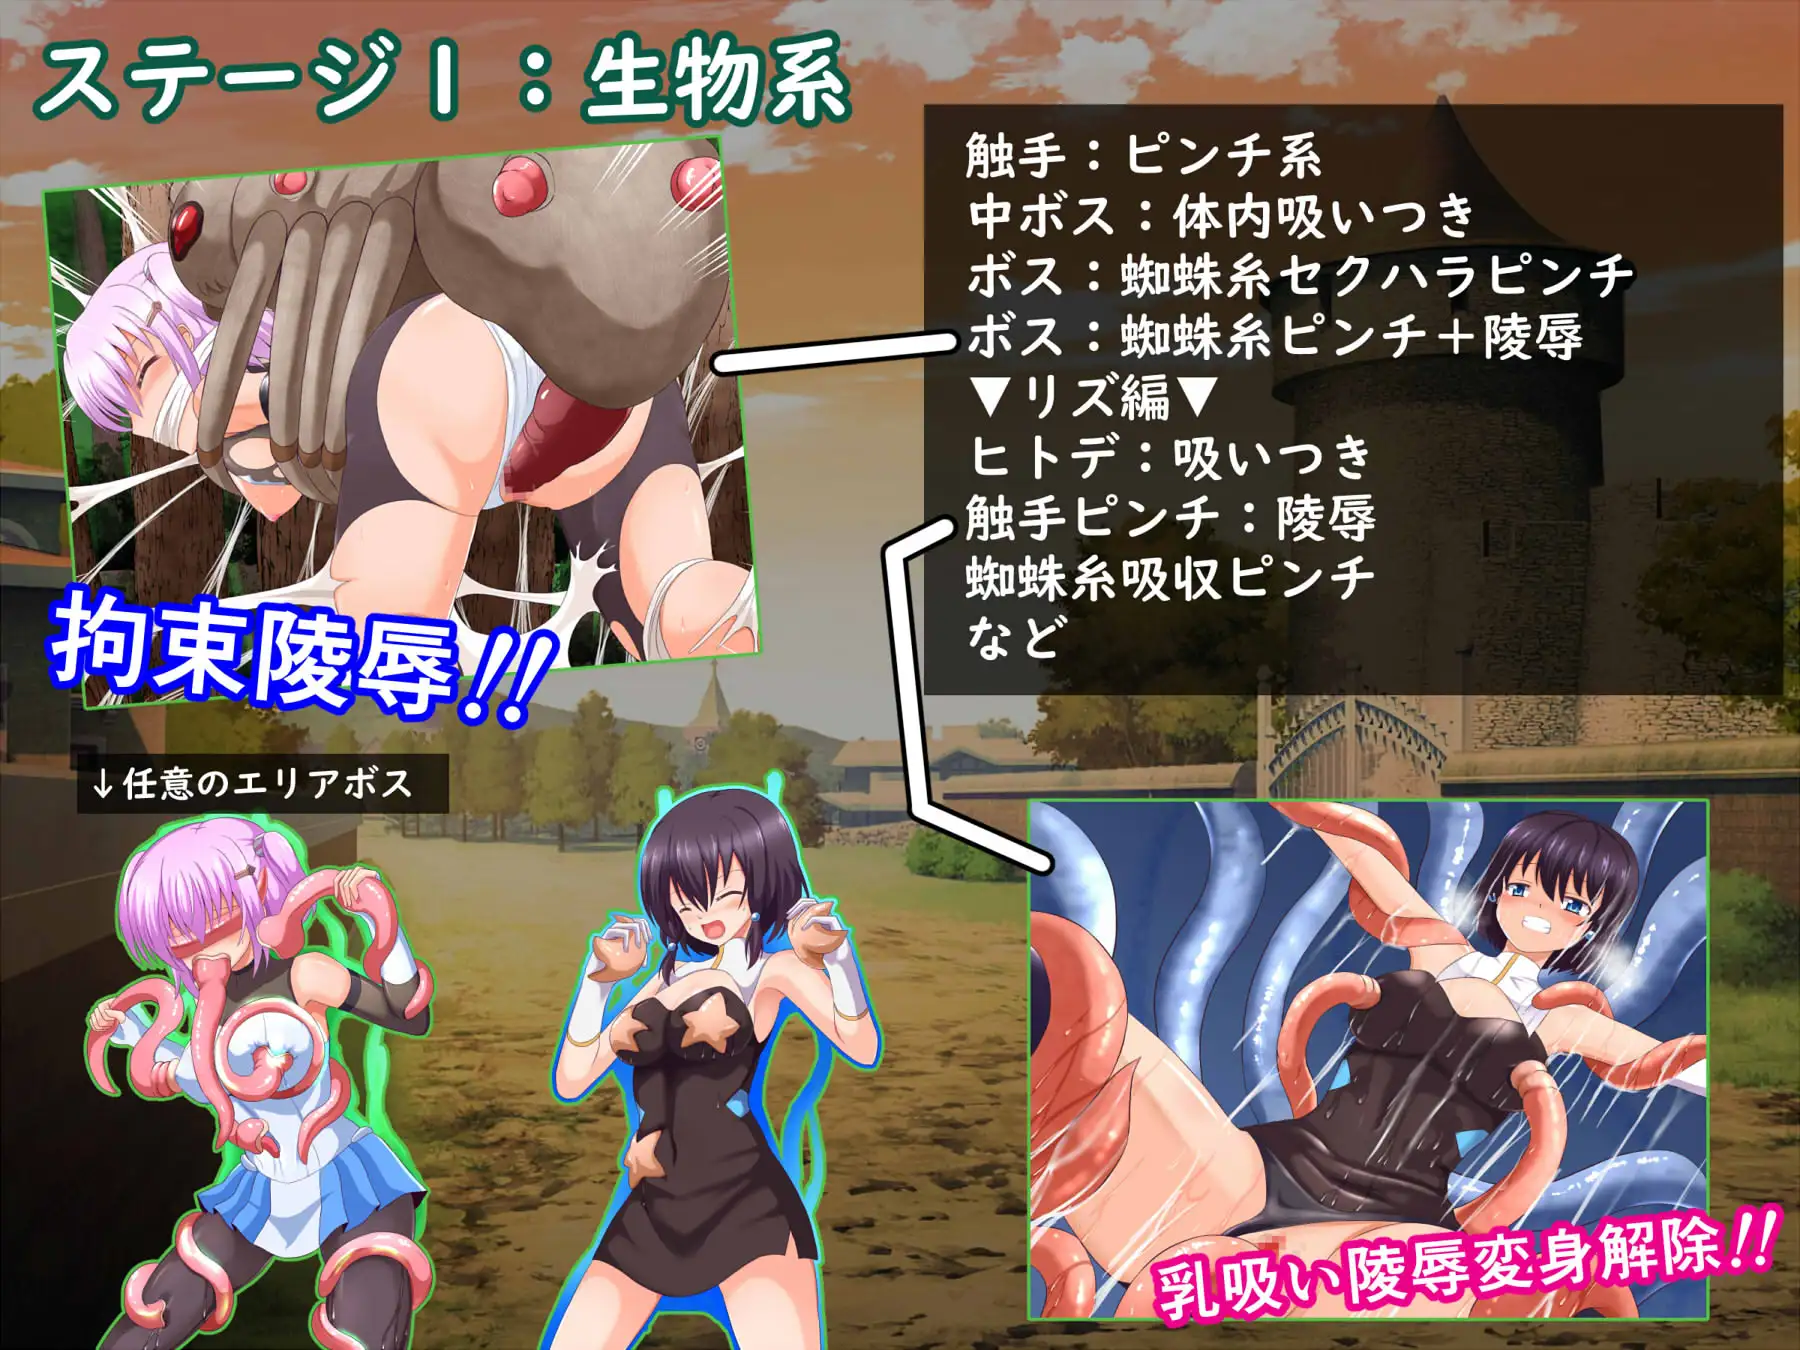 ステージ1：生物系
触手：ピンチ系
中ボス：体内吸いつき
ボス：蜘蛛糸セクハラピンチ
ボス：蜘蛛糸ピンチ＋陵辱
▼リズ編▼
ヒトデ：吸いつき
触手ピンチ：陵辱
蜘蛛糸吸収ピンチ
など
拘束陵辱!!
↓任意のエリアボス
乳吸い陵辱変身解除!!